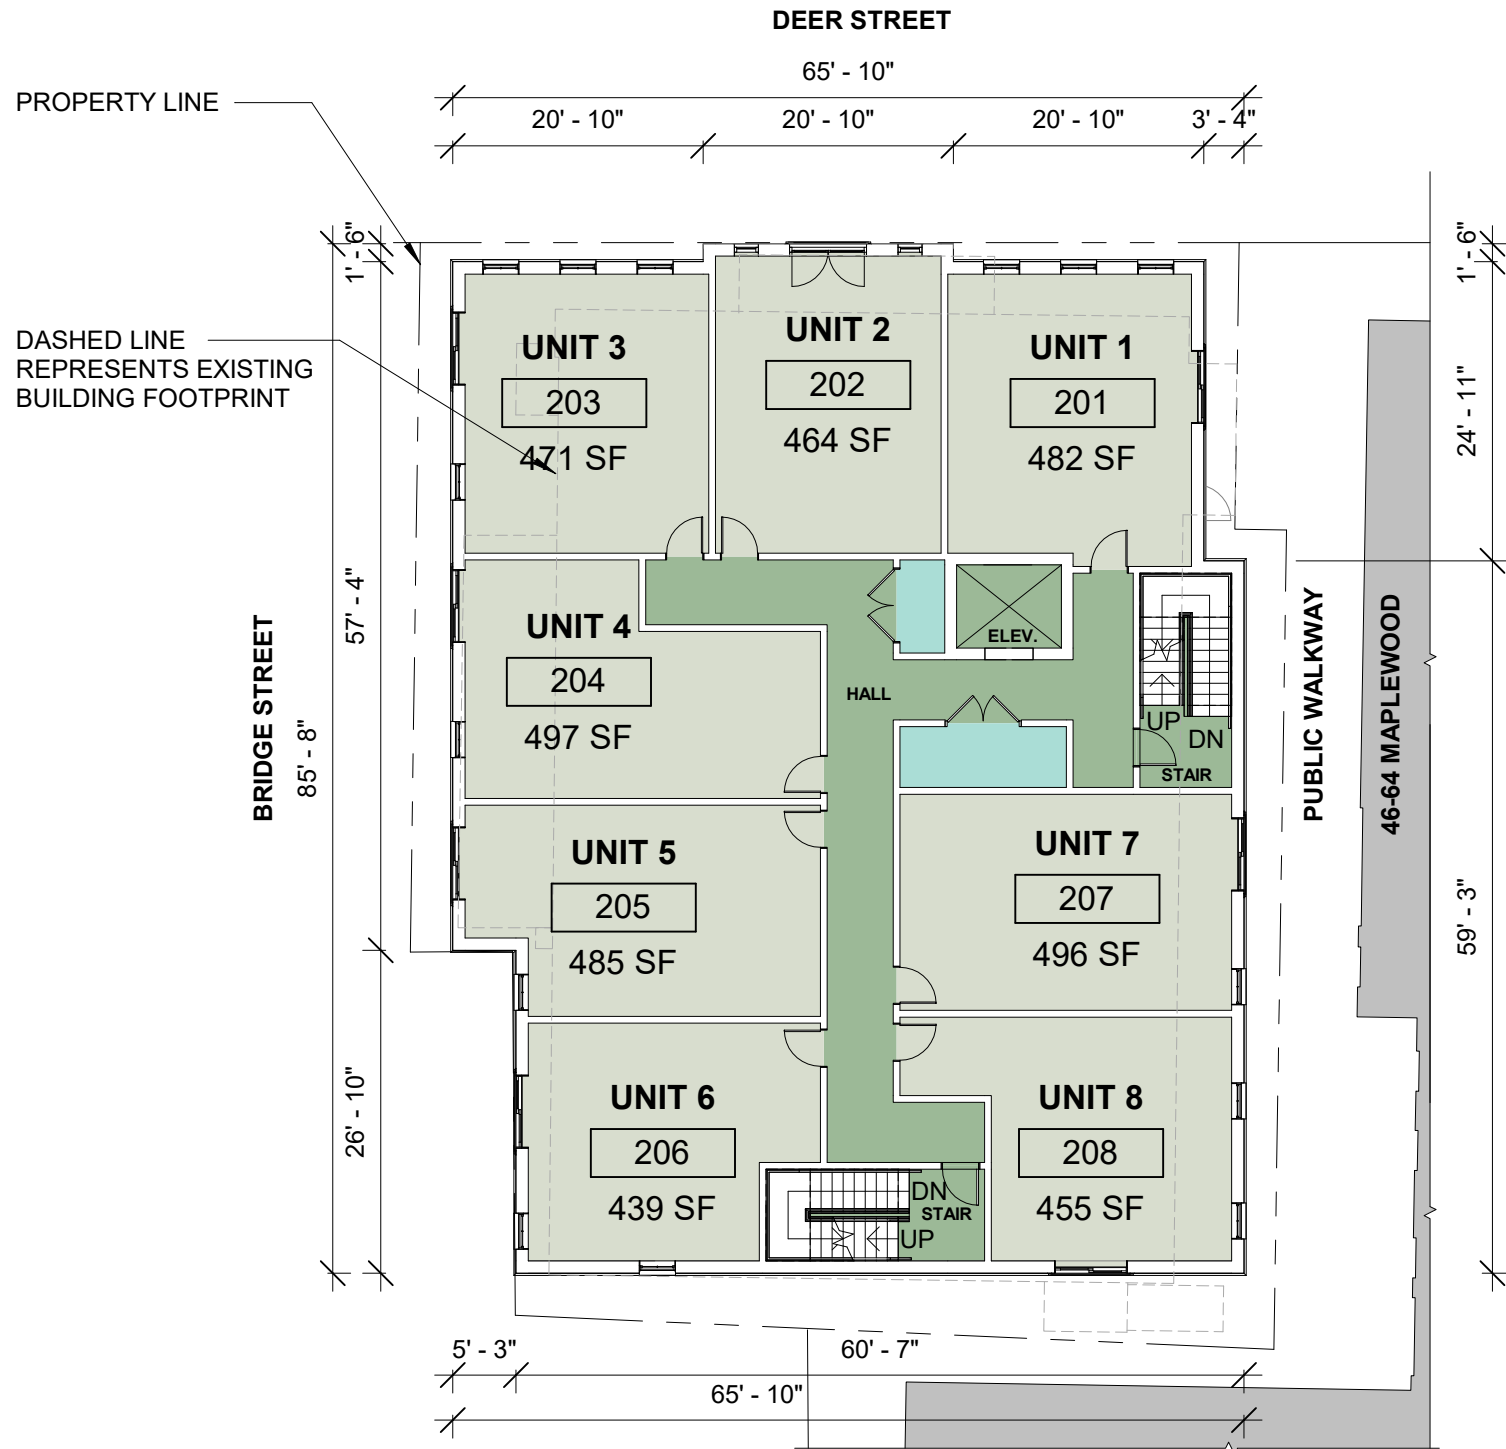 DEER STREET
65' - 10"
PROPERTY LINE
20' - 10"
20' - 10"
20' - 10"
3' - 4"
1' - 6"
1' - 6"
DASHED LINE
REPRESENTS EXISTING
BUILDING FOOTPRINT
UNIT 3
203
471 SF
UNIT 2
202
464 SF
UNIT 1
201
482 SF
24' - 11"
57' - 4"
BRIDGE STREET
85' - 8"
UNIT 4
204
497 SF
HALL
ELEV.
UP
DN
STAIR
PUBLIC WALKWAY
46-64 MAPLEWOOD
UNIT 5
205
485 SF
UNIT 7
207
496 SF
59' - 3"
26' - 10"
UNIT 6
206
439 SF
DN
STAIR
UP
UNIT 8
208
455 SF
5' - 3"
60' - 7"
65' - 10"